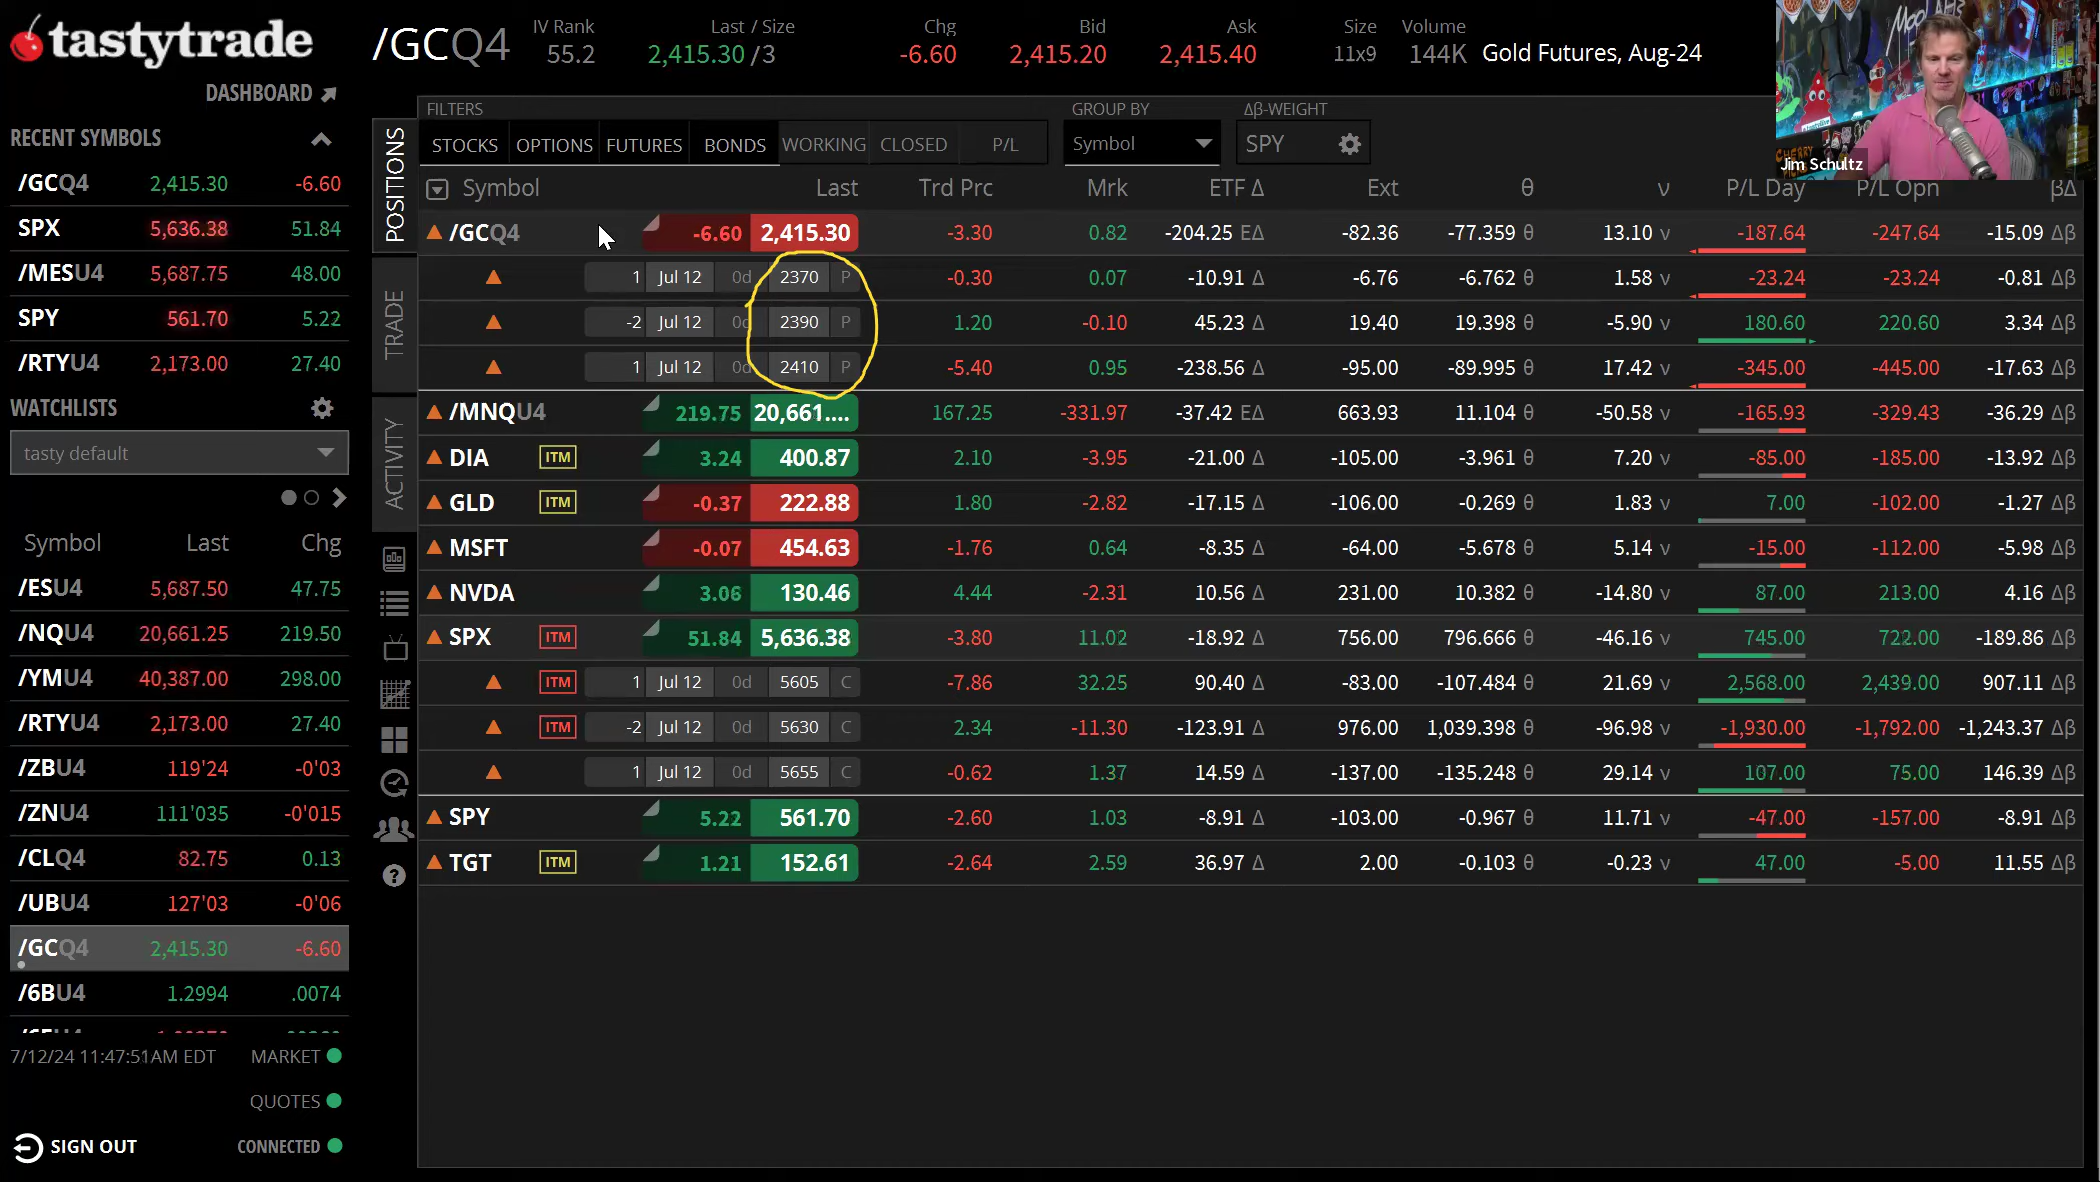 tastytrade
DASHBOARD
/GCQ4
IV Rank
55.2
Last / Size
2,415.30 /3
Chg
-6.60
Bid
2,415.20
Ask
2,415.40
Size
11x9
Volume
144K
Gold Futures, Aug-24
Jim Schultz
RECENT SYMBOLS
/GCQ4 2,415.30 -6.60
SPX 5,636.38 51.84
/MESU4 5,687.75 48.00
SPY 561.70 5.22
/RTYU4 2,173.00 27.40
WATCHLISTS
tasty default
Symbol Last Chg
/ESU4 5,687.50 47.75
/NQU4 20,661.25 219.50
/YMU4 40,387.00 298.00
/RTYU4 2,173.00 27.40
/ZBU4 119'24 -0'03
/ZNU4 111'035 -0'015
/CLQ4 82.75 0.13
/UBU4 127'03 -0'06
/GCQ4 2,415.30 -6.60
/6BU4 1.2994 .0074
7/12/24 11:47:51AM EDT MARKET
QUOTES
SIGN OUT CONNECTED
POSITIONS
TRADE
ACTIVITY
FILTERS GROUP BY Δβ-WEIGHT
STOCKS OPTIONS FUTURES BONDS WORKING CLOSED P/L Symbol SPY
Symbol Last Trd Prc Mrk ETF Δ Ext θ ν P/L Day P/L Opn βΔ
/GCQ4 -6.60 2,415.30 -3.30 0.82 -204.25 EΔ -82.36 -77.359 θ 13.10 ν -187.64 -247.64 -15.09 Δβ
1 Jul 12 0d 2370 P -0.30 0.07 -10.91 Δ -6.76 -6.762 θ 1.58 ν -23.24 -23.24 -0.81 Δβ
-2 Jul 12 0d 2390 P 1.20 -0.10 45.23 Δ 19.40 19.398 θ -5.90 ν 180.60 220.60 3.34 Δβ
1 Jul 12 0d 2410 P -5.40 0.95 -238.56 Δ -95.00 -89.995 θ 17.42 ν -345.00 -445.00 -17.63 Δβ
/MNQU4 219.75 20,661.... 167.25 -331.97 -37.42 EΔ 663.93 11.104 θ -50.58 ν -165.93 -329.43 -36.29 Δβ
DIA ITM 3.24 400.87 2.10 -3.95 -21.00 Δ -105.00 -3.961 θ 7.20 ν -85.00 -185.00 -13.92 Δβ
GLD ITM -0.37 222.88 1.80 -2.82 -17.15 Δ -106.00 -0.269 θ 1.83 ν 7.00 -102.00 -1.27 Δβ
MSFT -0.07 454.63 -1.76 0.64 -8.35 Δ -64.00 -5.678 θ 5.14 ν -15.00 -112.00 -5.98 Δβ
NVDA 3.06 130.46 4.44 -2.31 10.56 Δ 231.00 10.382 θ -14.80 ν 87.00 213.00 4.16 Δβ
SPX ITM 51.84 5,636.38 -3.80 11.02 -18.92 Δ 756.00 796.666 θ -46.16 ν 745.00 722.00 -189.86 Δβ
ITM 1 Jul 12 0d 5605 C -7.86 32.25 90.40 Δ -83.00 -107.484 θ 21.69 ν 2,568.00 2,439.00 907.11 Δβ
ITM -2 Jul 12 0d 5630 C 2.34 -11.30 -123.91 Δ 976.00 1,039.398 θ -96.98 ν -1,930.00 -1,792.00 -1,243.37 Δβ
1 Jul 12 0d 5655 C -0.62 1.37 14.59 Δ -137.00 -135.248 θ 29.14 ν 107.00 75.00 146.39 Δβ
SPY 5.22 561.70 -2.60 1.03 -8.91 Δ -103.00 -0.967 θ 11.71 ν -47.00 -157.00 -8.91 Δβ
TGT ITM 1.21 152.61 -2.64 2.59 36.97 Δ 2.00 -0.103 θ -0.23 ν 47.00 -5.00 11.55 Δβ